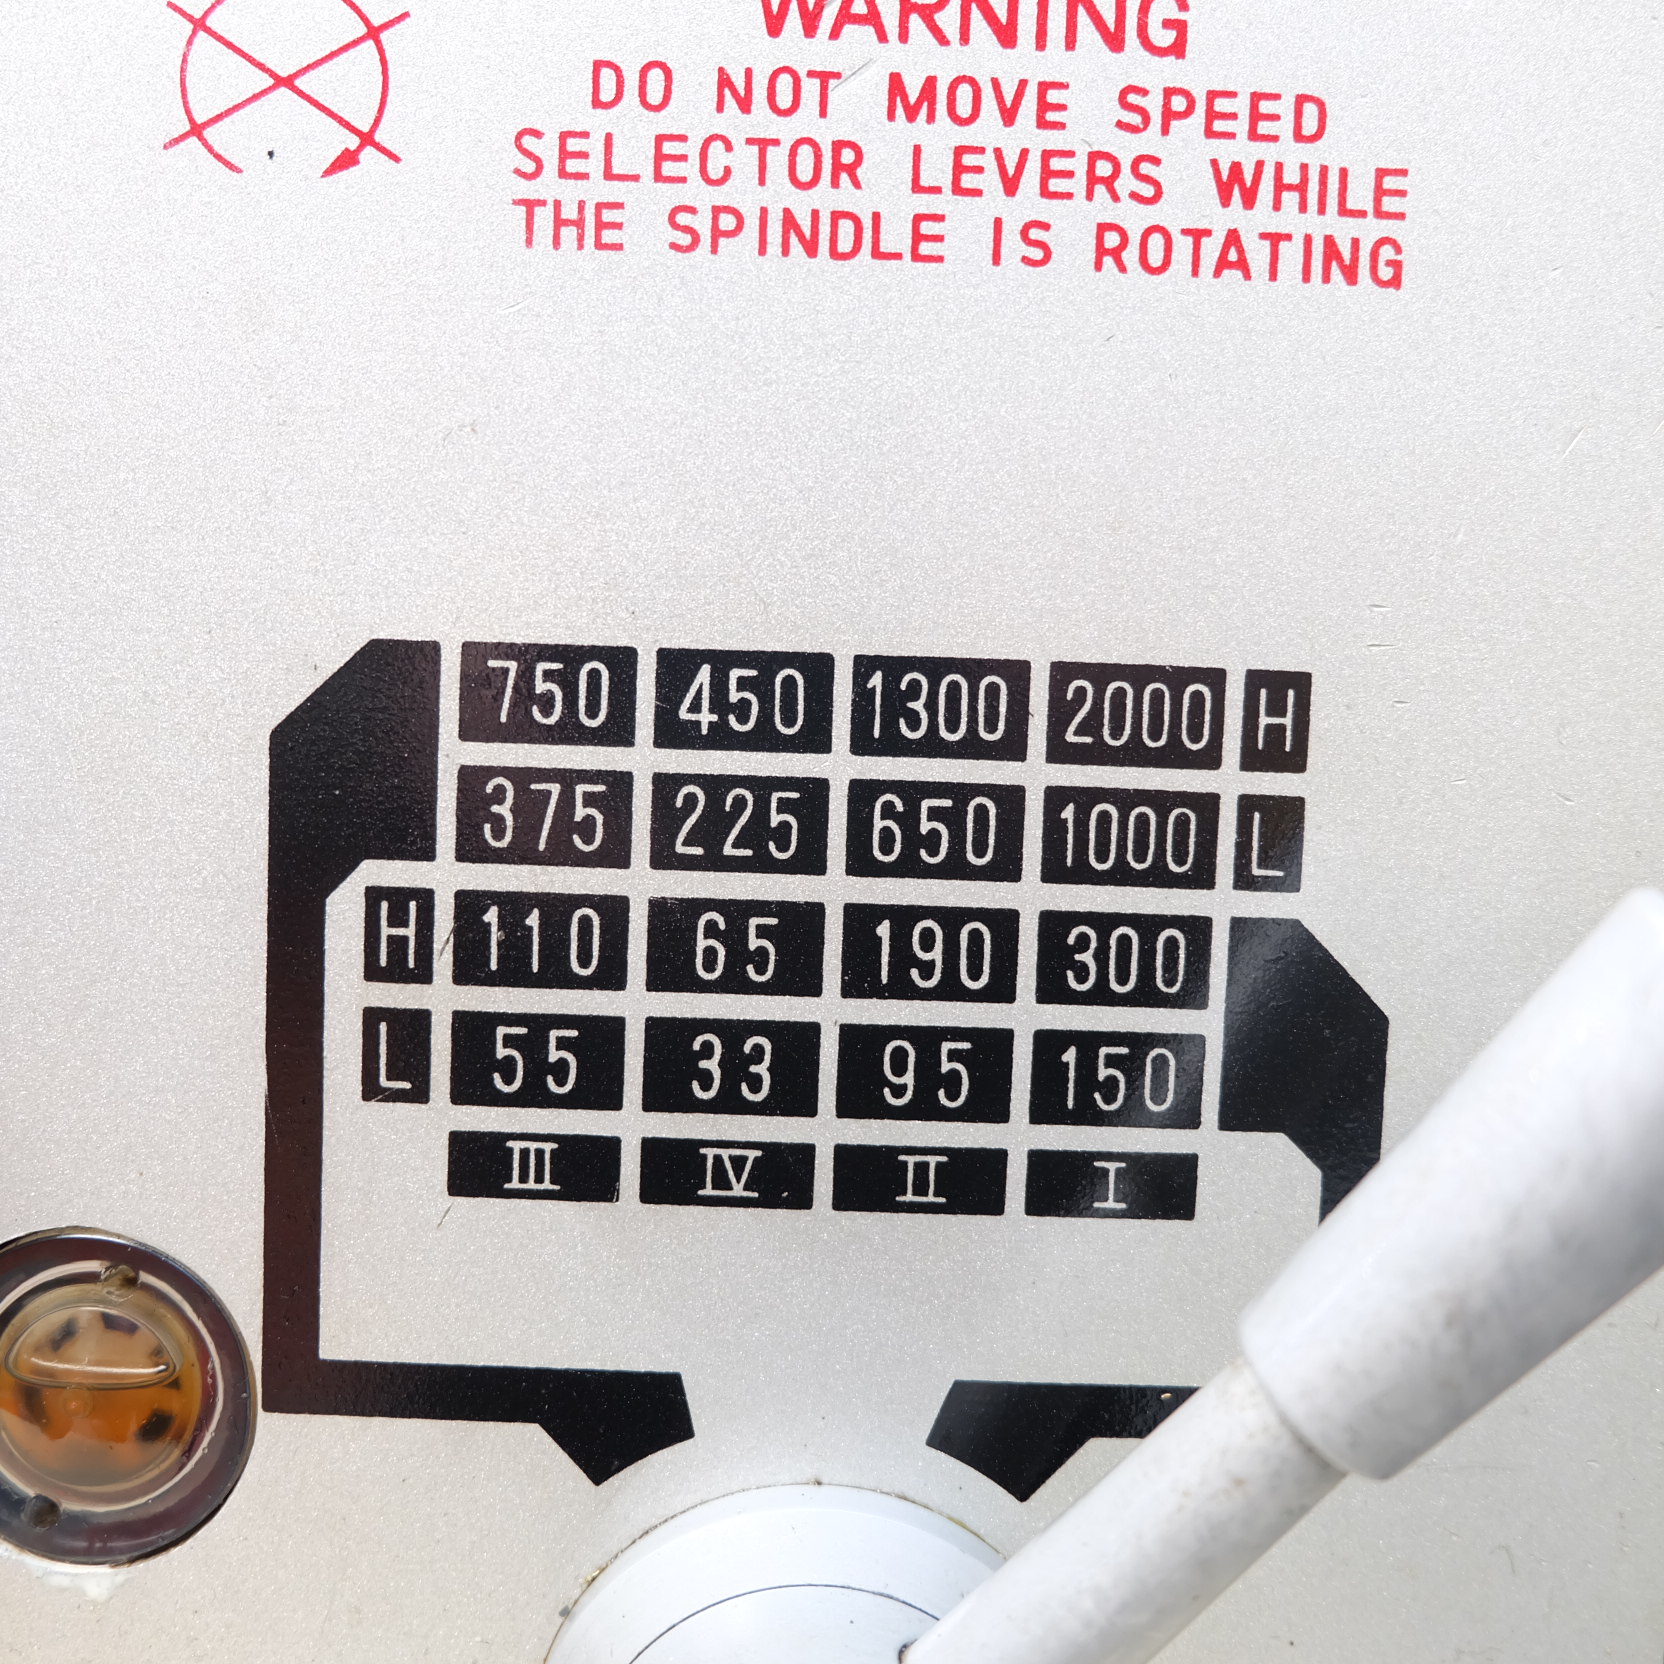 WARNING
DO NOT MOVE SPEED
SELECTOR LEVERS WHILE
THE SPINDLE IS ROTATING
750 450 1300 2000 H
375 225 650 1000 L
H 110 65 190 300
L 55 33 95 150
III IV II I